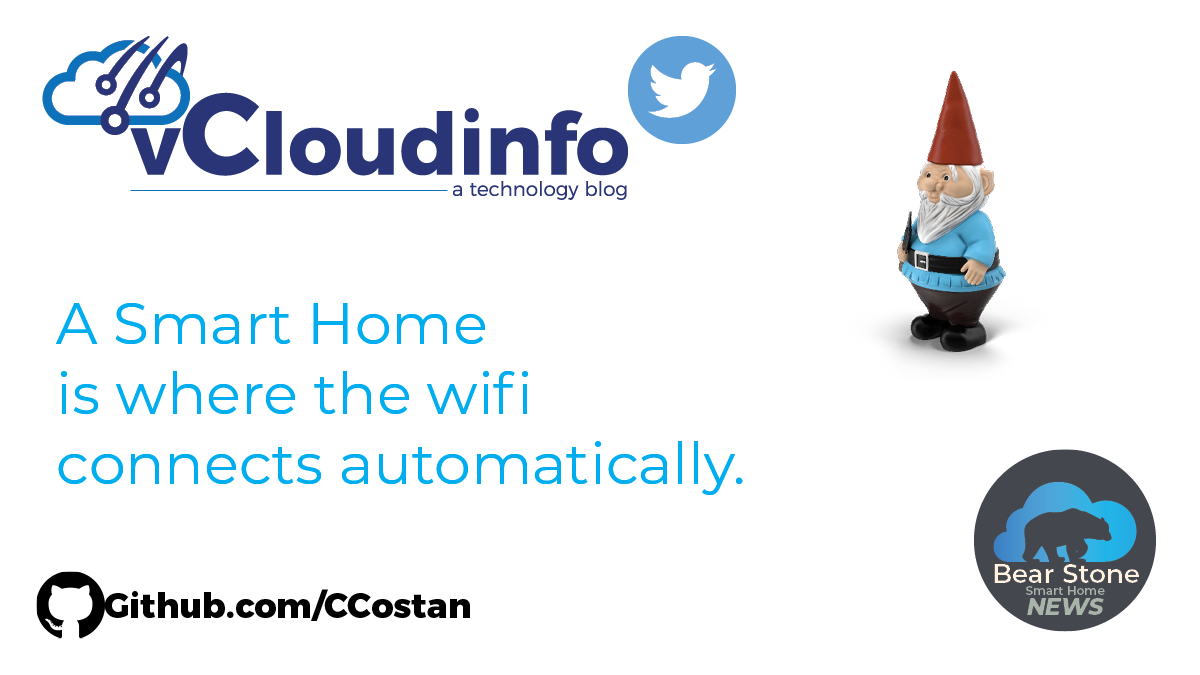 vCloudinfo
a technology blog
A Smart Home
is where the wifi
connects automatically.
Github.com/CCostan
Bear Stone
Smart Home
NEWS